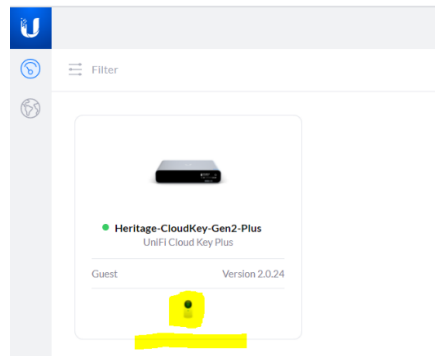 Filter
Heritage-CloudKey-Gen2-Plus
UniFi Cloud Key Plus
Guest Version 2.0.24